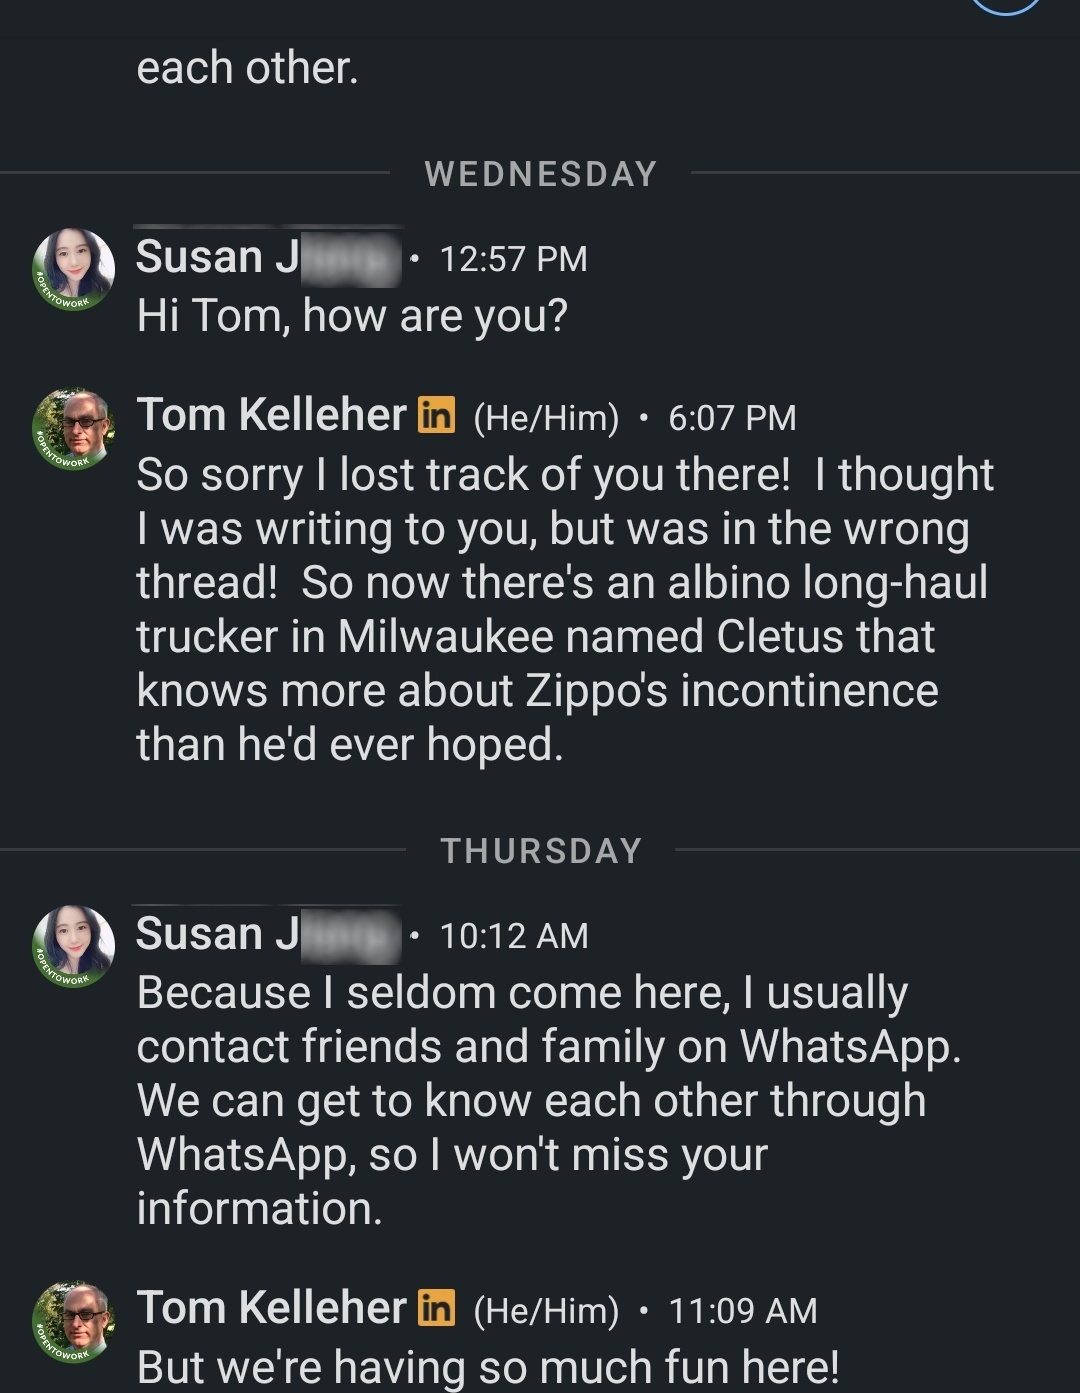 each other.
WEDNESDAY
Susan J • 12:57 PM
#OPENTOWORK
Hi Tom, how are you?
Tom Kelleher in (He/Him) • 6:07 PM
#OPENTOWORK
So sorry I lost track of you there!  I thought
I was writing to you, but was in the wrong
thread!  So now there's an albino long-haul
trucker in Milwaukee named Cletus that
knows more about Zippo's incontinence
than he'd ever hoped.
THURSDAY
Susan J • 10:12 AM
#OPENTOWORK
Because I seldom come here, I usually
contact friends and family on WhatsApp.
We can get to know each other through
WhatsApp, so I won't miss your
information.
Tom Kelleher in (He/Him) • 11:09 AM
#OPENTOWORK
But we're having so much fun here!